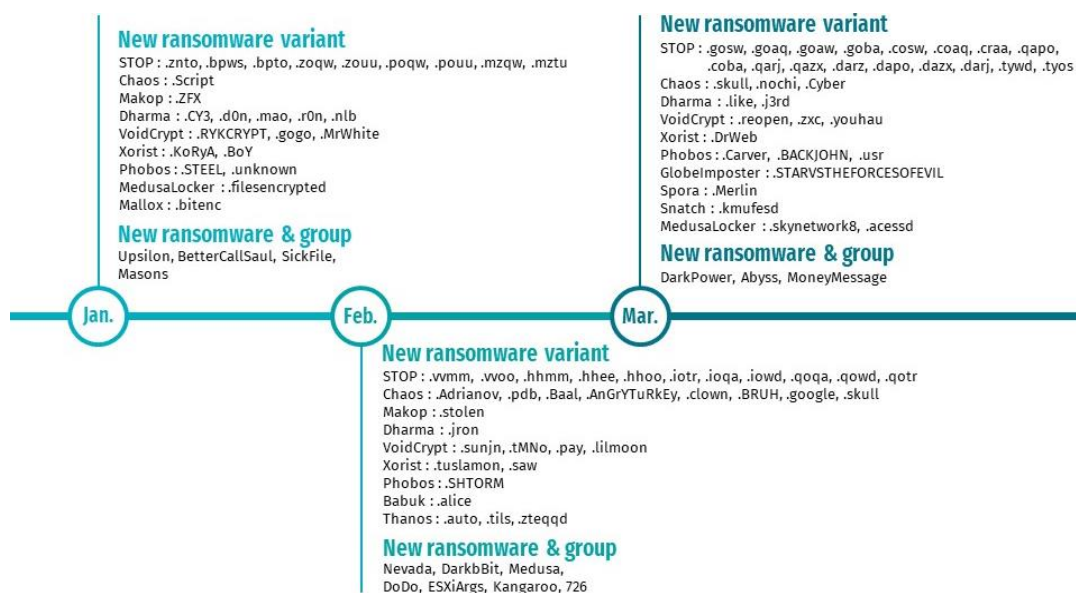 New ransomware variant
STOP : .znto, .bpws, .bpto, .zoqw, .zouu, .poqw, .pouu, .mzqw, .mztu
Chaos : .Script
Makop : .ZFX
Dharma : .CY3, .d0n, .mao, .r0n, .nlb
VoidCrypt : .RYKCRYPT, .gogo, .MrWhite
Xorist : .KoRyA, .BoY
Phobos : .STEEL, .unknown
MedusaLocker : .filesencrypted
Mallox : .bitenc
New ransomware & group
Upsilon, BetterCallSaul, SickFile,
Masons
Jan.
Feb.
New ransomware variant
STOP : .vvmm, .vvoo, .hhmm, .hhee, .hhoo, .iotr, .ioqa, .iowd, .qoqa, .qowd, .qotr
Chaos : .Adrianov, .pdb, .Baal, .AnGrYTuRkEy, .clown, .BRUH, .google, .skull
Makop : .stolen
Dharma : .jron
VoidCrypt : .sunjn, .tMNo, .pay, .lilmoon
Xorist : .tuslamon, .saw
Phobos : .SHTORM
Babuk : .alice
Thanos : .auto, .tils, .zteqqd
New ransomware & group
Nevada, DarkbBit, Medusa,
DoDo, ESXiArgs, Kangaroo, 726
New ransomware variant
STOP : .gosw, .goaq, .goaw, .goba, .cosw, .coaq, .craa, .qapo,
.coba, .qarj, .qazx, .darz, .dapo, .dazx, .darj, .tywd, .tyos
Chaos : .skull, .nochi, .Cyber
Dharma : .like, .j3rd
VoidCrypt : .reopen, .zxc, .youhau
Xorist : .DrWeb
Phobos : .Carver, .BACKJOHN, .usr
GlobeImposter : .STARVSTHEFORCESOFEVIL
Spora : .Merlin
Snatch : .kmufesd
MedusaLocker : .skynetwork8, .acessd
New ransomware & group
DarkPower, Abyss, MoneyMessage
Mar.